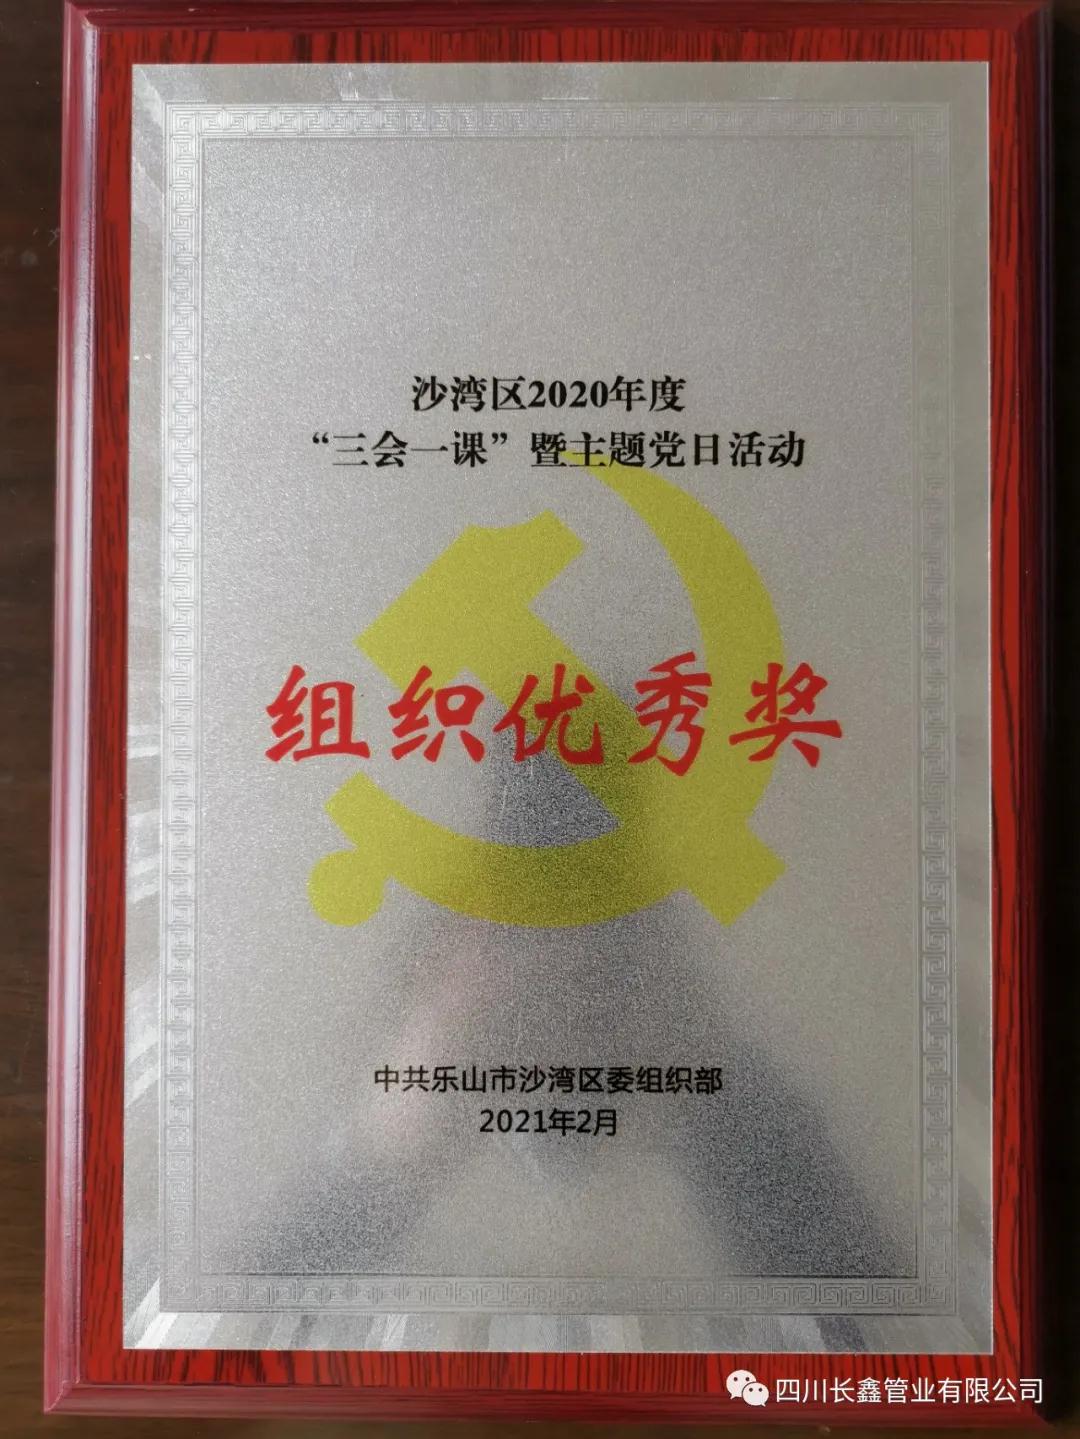 沙湾区2020年度
“三会一课”暨主题党日活动
组织优秀奖
中共乐山市沙湾区委组织部
2021年2月
四川长鑫管业有限公司